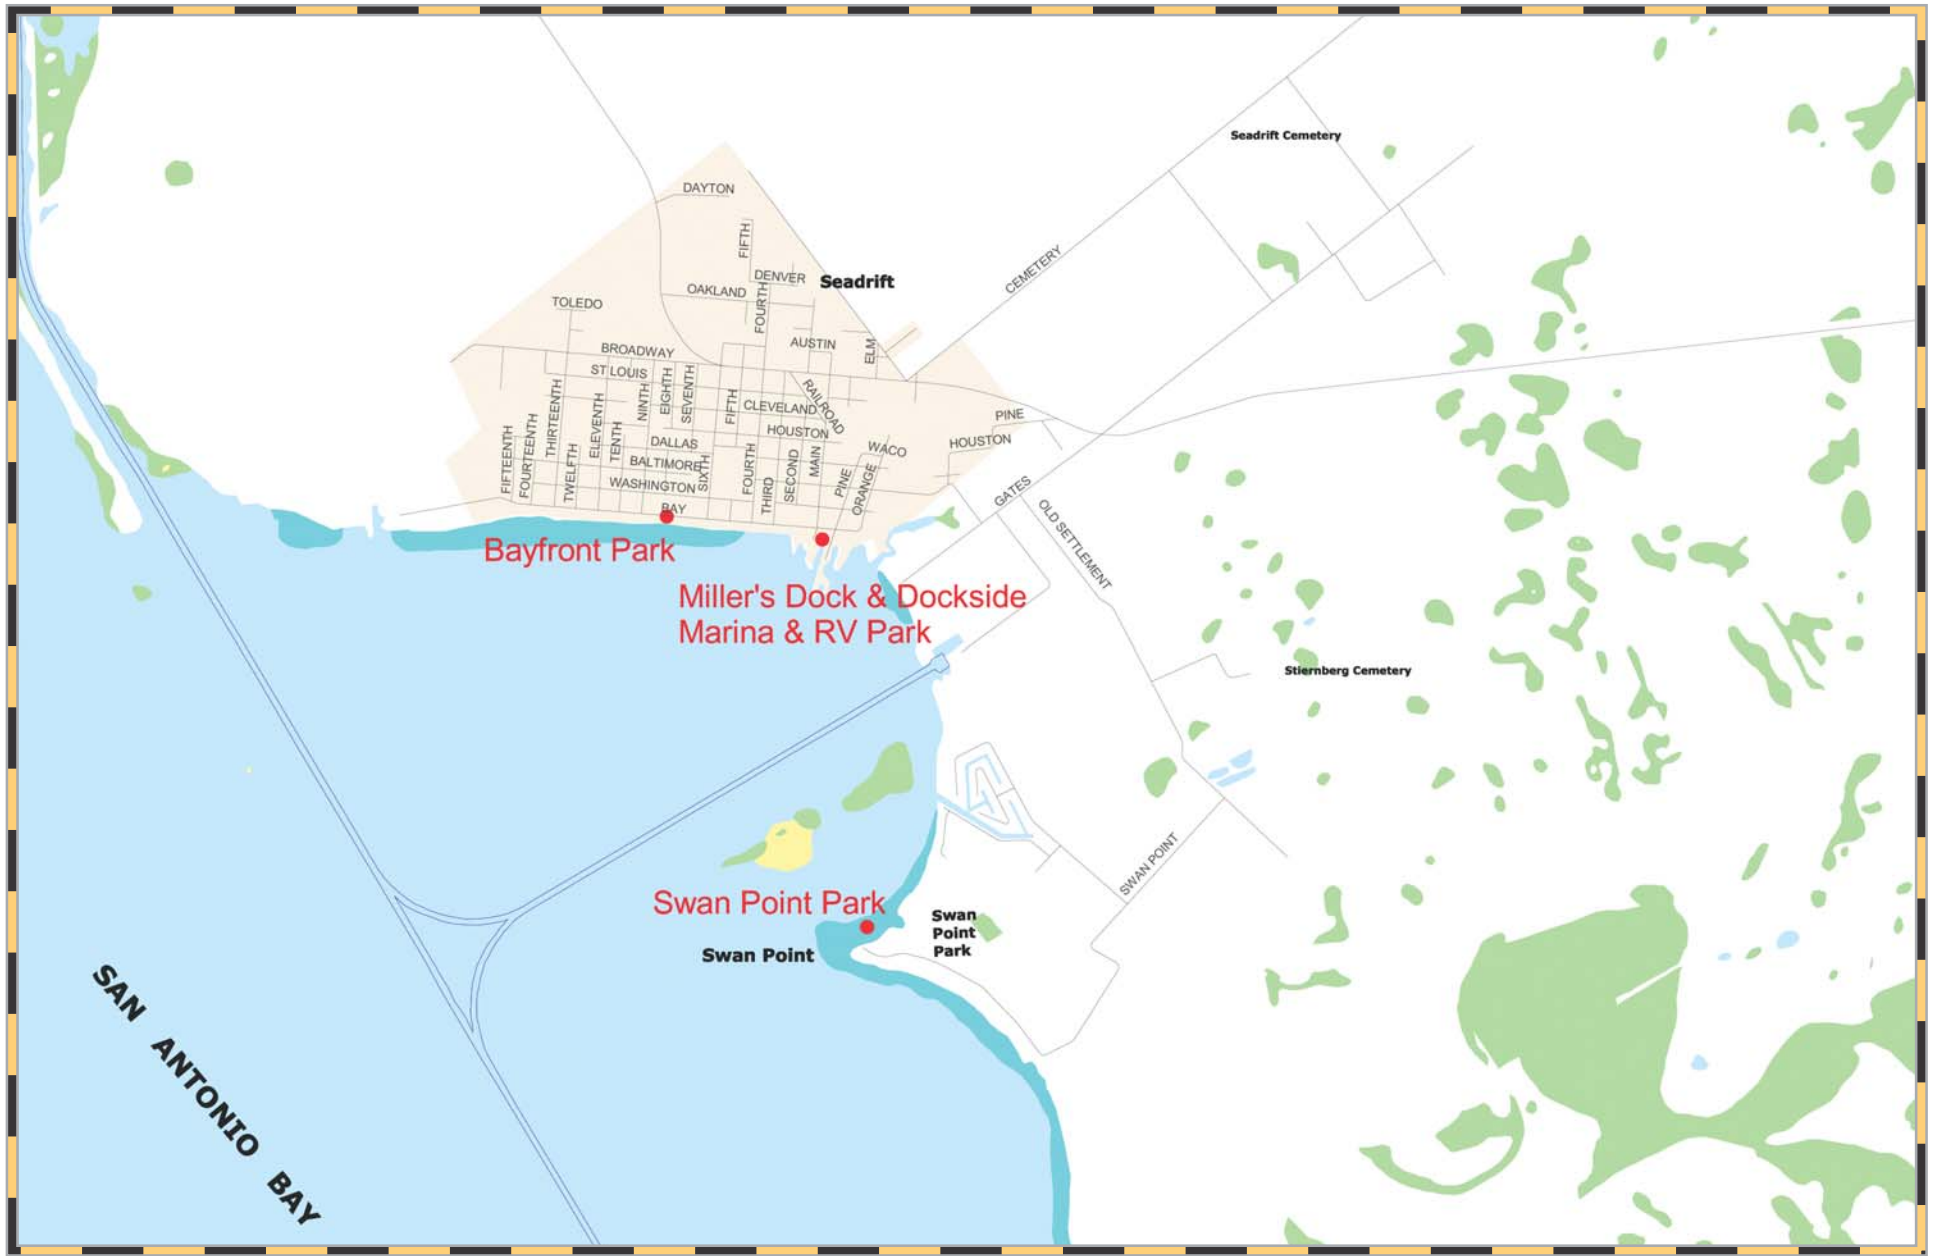 Seadrift Cemetery
DAYTON
FIFTH
DENVER
Seadrift
CEMETERY
OAKLAND
FOURTH
TOLEDO
AUSTIN
ELM
BROADWAY
ST LOUIS
NINTH
EIGHTH
SEVENTH
FIFTH
CLEVELAND
RAILROAD
PINE
THIRTEENTH
ELEVENTH
TENTH
DALLAS
HOUSTON
WACO
HOUSTON
FIFTEENTH
FOURTEENTH
TWELFTH
BALTIMORE
SIXTH
FOURTH
THIRD
SECOND
MAIN
PINE
ORANGE
WASHINGTON
GATES
OLD SETTLEMENT
BAY
Bayfront Park
Miller's Dock & Dockside
Marina & RV Park
Stiernberg Cemetery
SWAN POINT
Swan Point Park
Swan
Point
Park
Swan Point
SAN ANTONIO BAY